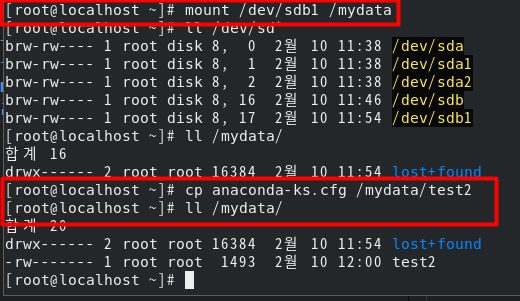 [root@localhost ~]# mount /dev/sdb1 /mydata
[root@localhost ~]# ll /dev/sd*
brw-rw---- 1 root disk 8,  0  2월 10 11:38 /dev/sda
brw-rw---- 1 root disk 8,  1  2월 10 11:38 /dev/sda1
brw-rw---- 1 root disk 8,  2  2월 10 11:38 /dev/sda2
brw-rw---- 1 root disk 8, 16  2월 10 11:46 /dev/sdb
brw-rw---- 1 root disk 8, 17  2월 10 11:54 /dev/sdb1
[root@localhost ~]# ll /mydata/
합계 16
drwx------ 2 root root 16384  2월 10 11:54 lost+found
[root@localhost ~]# cp anaconda-ks.cfg /mydata/test2
[root@localhost ~]# ll /mydata/
합계 20
drwx------ 2 root root 16384  2월 10 11:54 lost+found
-rw------- 1 root root  1493  2월 10 12:00 test2
[root@localhost ~]#